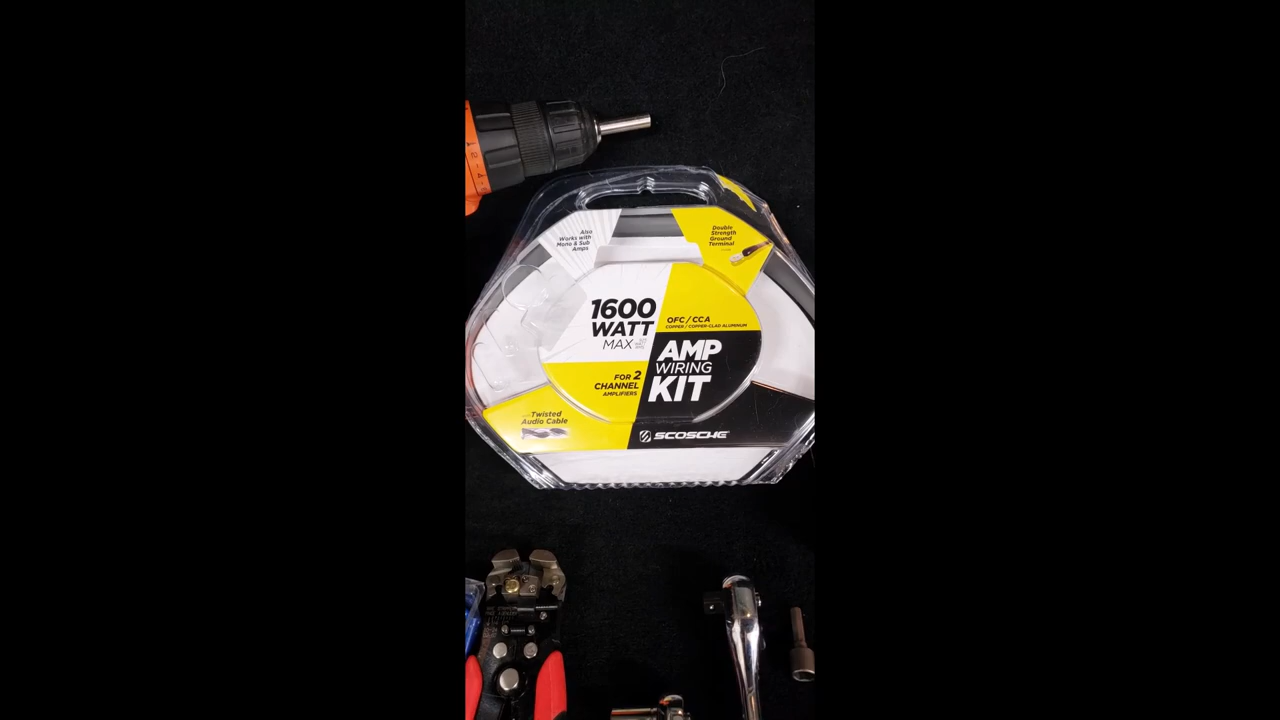 Also
Works with
Mono & Sub
Amps
Double
Strength
Ground
Terminal
1600
WATT
MAX
OFC/CCA
COPPER / COPPER-CLAD ALUMINUM
AMP
WIRING
KIT
FOR 2
CHANNEL
AMPLIFIERS
Twisted
Audio Cable
SCOSCHE